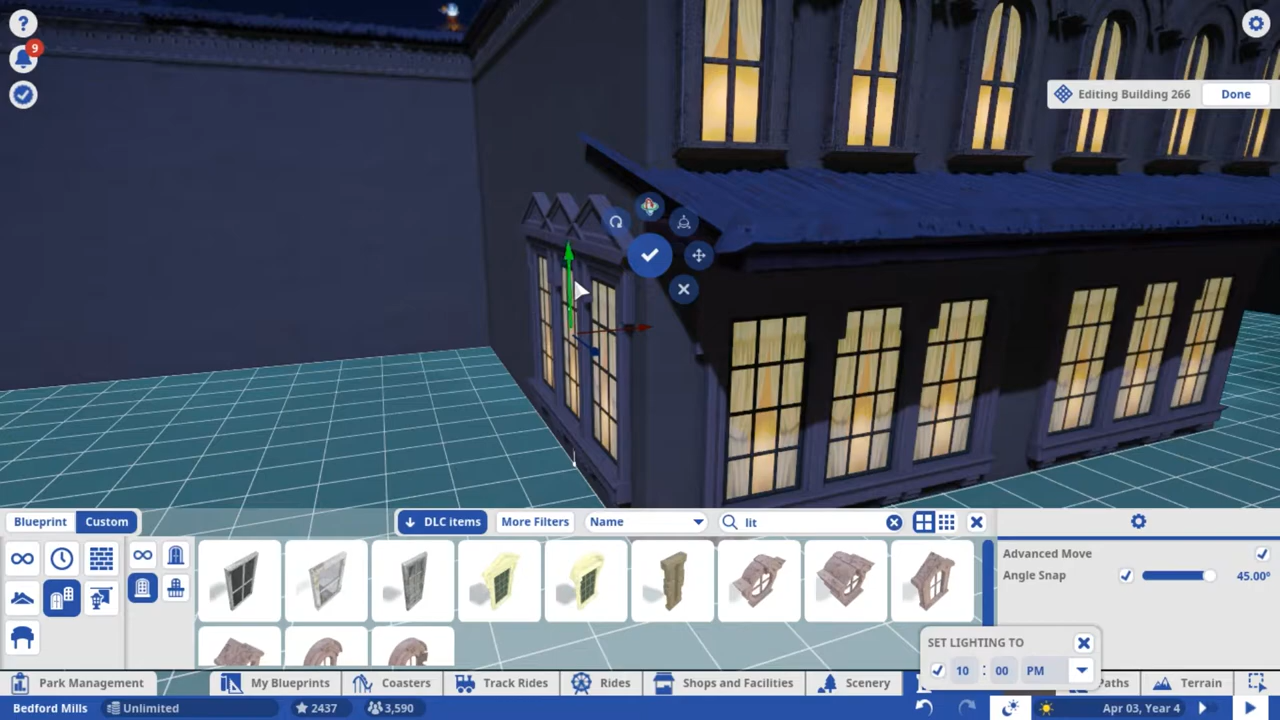 ?
9
Editing Building 266 Done
Blueprint Custom DLC items More Filters Name lit
Advanced Move
Angle Snap 45.00°
SET LIGHTING TO
10 : 00 PM
Park Management My Blueprints Coasters Track Rides Rides Shops and Facilities Scenery Paths Terrain
Bedford Mills Unlimited 2437 3,590 Apr 03, Year 4